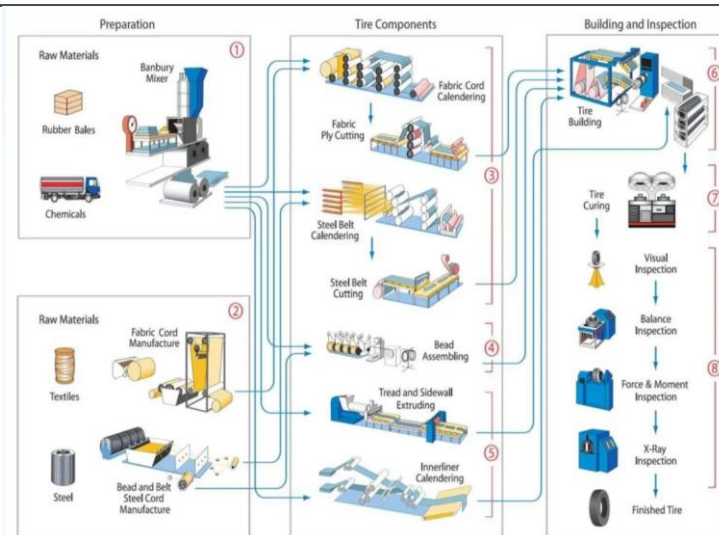 Preparation
Raw Materials
①
Banbury
Mixer
Rubber Bales
Chemicals
②
Raw Materials
Fabric Cord
Manufacture
Textiles
Steel
Bead and Belt
Steel Cord
Manufacture
Tire Components
Fabric Cord
Calendering
Fabric
Ply Cutting
③
Steel Belt
Calendering
Steel Belt
Cutting
Bead
Assembling
④
Tread and Sidewall
Extruding
⑤
Innerliner
Calendering
Building and Inspection
⑥
Tire
Building
Tire
Curing
⑦
Visual
Inspection
Balance
Inspection
⑧
Force & Moment
Inspection
X-Ray
Inspection
Finished Tire